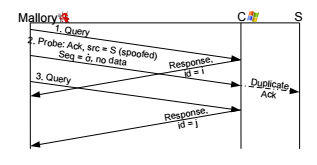 Mallory
C
S
1. Query
2. Probe: Ack, src = S (spoofed)
Seq = σ̇, no data
Response,
id = i
Duplicate
Ack
3. Query
Response,
id = j